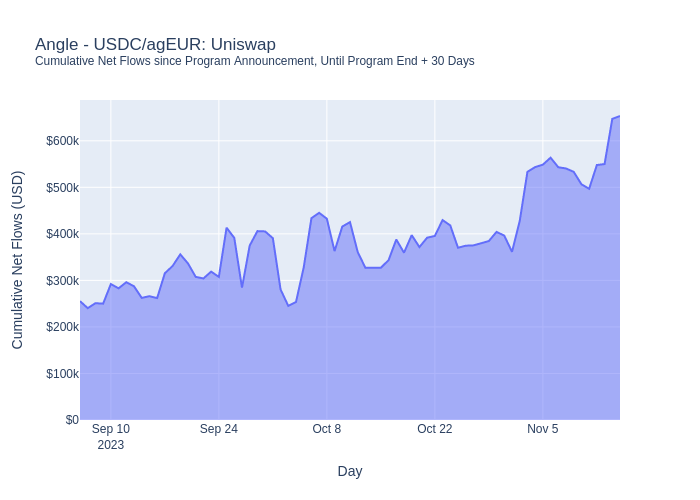 Angle - USDC/agEUR: Uniswap
Cumulative Net Flows since Program Announcement, Until Program End + 30 Days
Cumulative Net Flows (USD)
$600k
$500k
$400k
$300k
$200k
$100k
$0
Sep 10
2023
Sep 24
Oct 8
Oct 22
Nov 5
Day